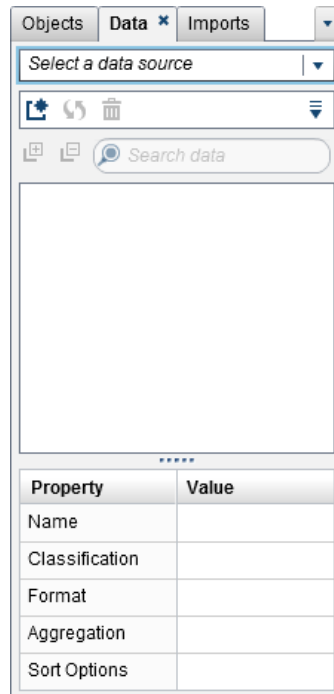 Objects Data Imports
Select a data source
Search data
Property Value
Name
Classification
Format
Aggregation
Sort Options